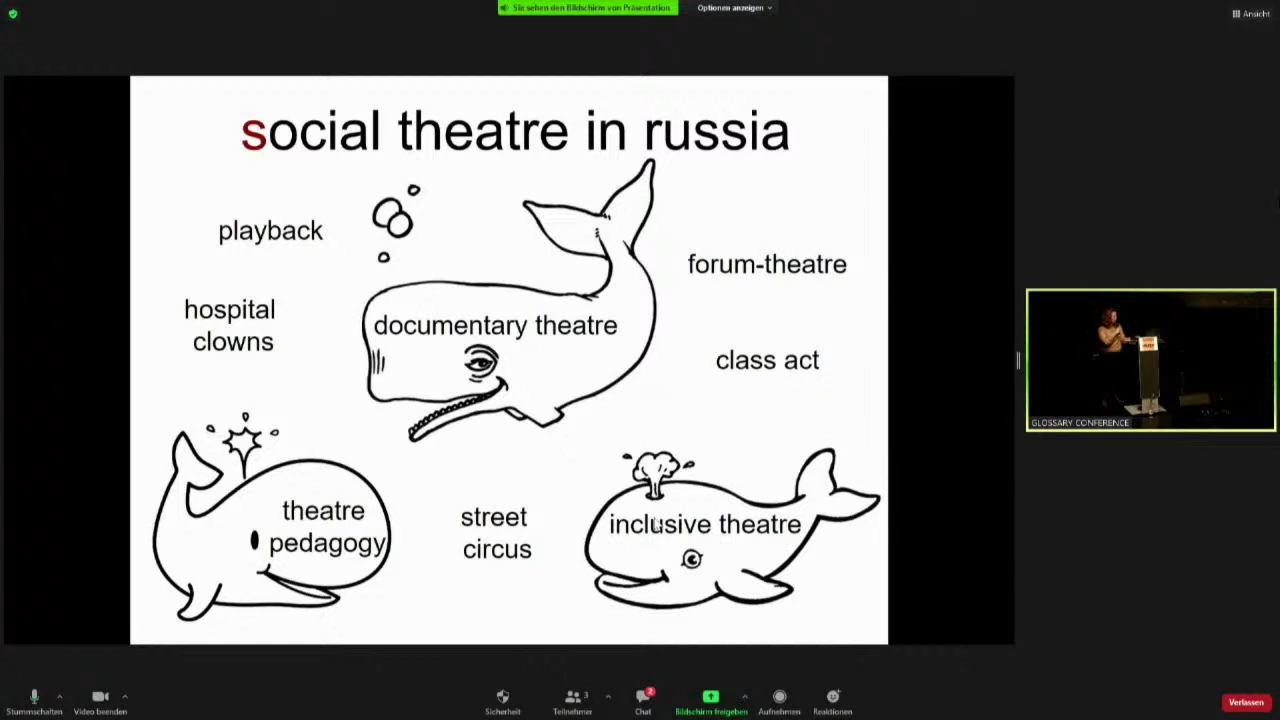 Sie sehen den Bildschirm von Präsentation
Optionen anzeigen
Ansicht
social theatre in russia
playback
forum-theatre
hospital
clowns
documentary theatre
class act
theatre
pedagogy
street
circus
inclusive theatre
GLOSSARY CONFERENCE
Stummschalten
Video beenden
Sicherheit
3
Teilnehmer
2
Chat
Bildschirm freigeben
Aufnehmen
Reaktionen
Verlassen